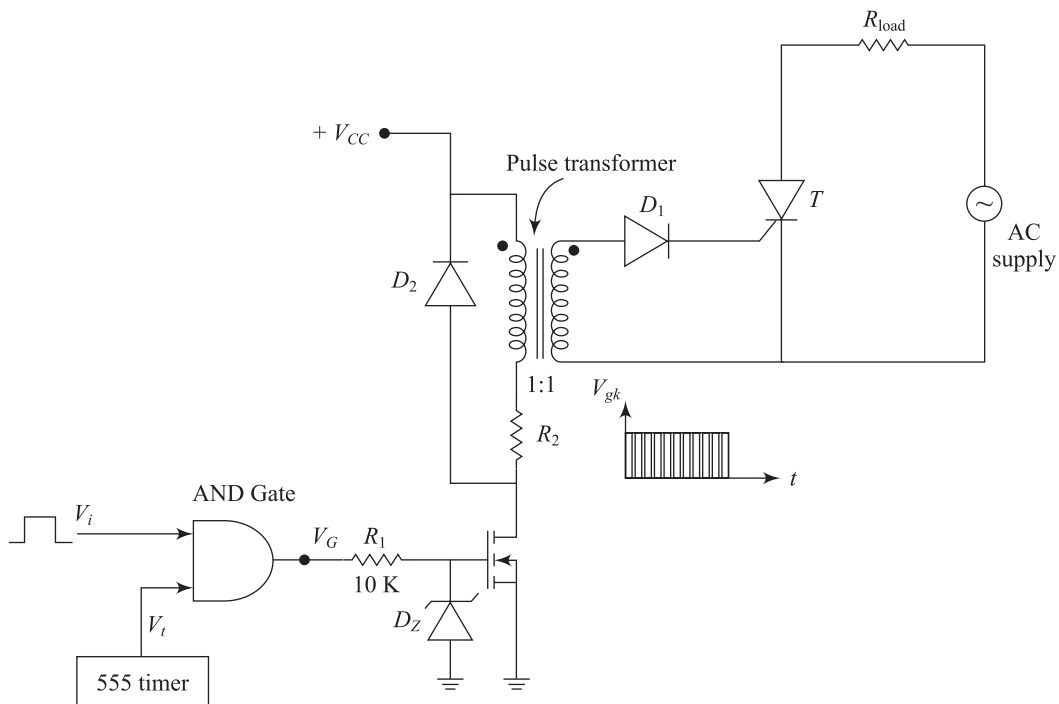 R_load
+ V_CC
Pulse transformer
D_1
T
AC
supply
D_2
1:1
V_gk
R_2
t
AND Gate
V_i
V_G
R_1
10 K
D_Z
V_t
555 timer